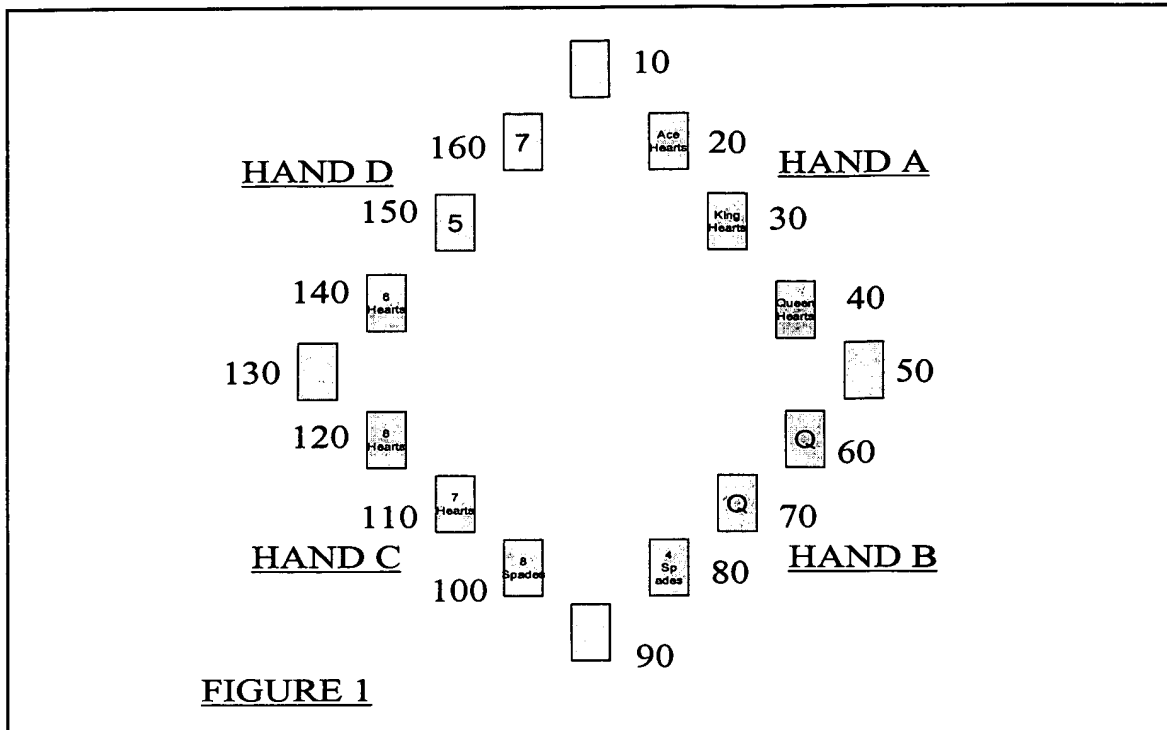 10
160
7
Ace
Hearts
20
HAND D
HAND A
150
5
King
Hearts
30
140
6
Hearts
Queen
Hearts
40
130
50
120
Hearts
Q
60
110
7
Hearts
Q
70
HAND C
100
8
Spades
4
Sp
ades
80
HAND B
90
FIGURE 1